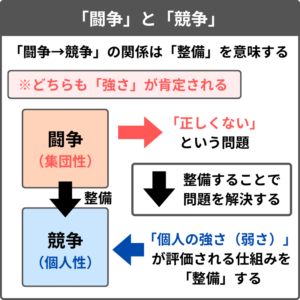 「闘争」と「競争」
「闘争→競争」の関係は「整備」を意味する
※どちらも「強さ」が肯定される
闘争
（集団性）
「正しくない」
という問題
整備
整備することで
問題を解決する
競争
（個人性）
「個人の強さ（弱さ）」
が評価される仕組みを
「整備」する